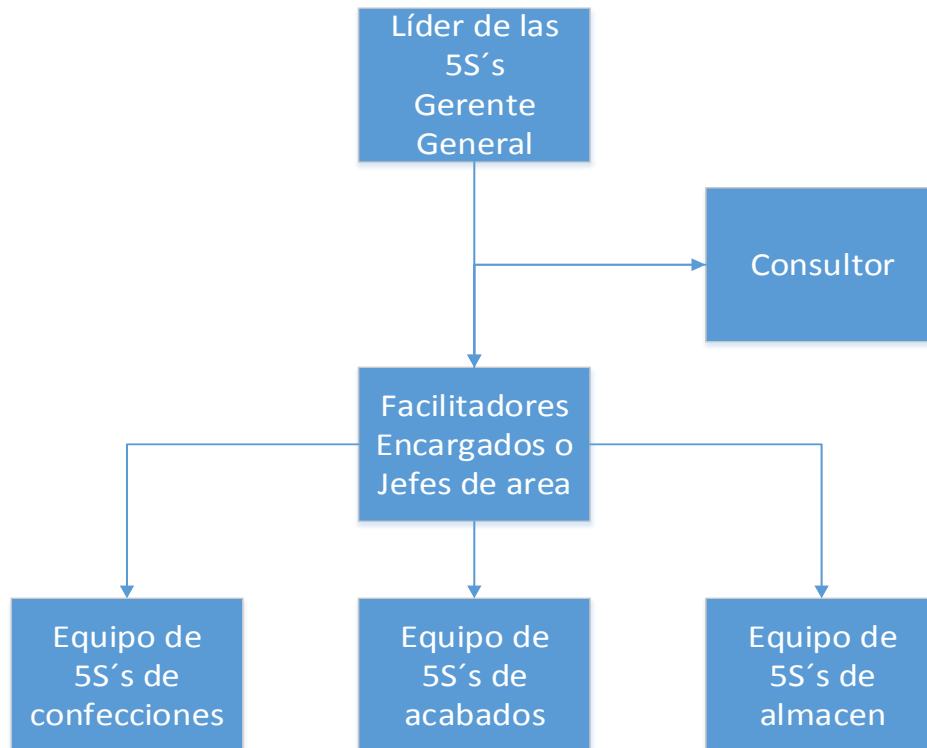 Líder de las
5S´s
Gerente
General
Consultor
Facilitadores
Encargados o
Jefes de area
Equipo de
5S´s de
confecciones
Equipo de
5S´s de
acabados
Equipo de
5S´s de
almacen